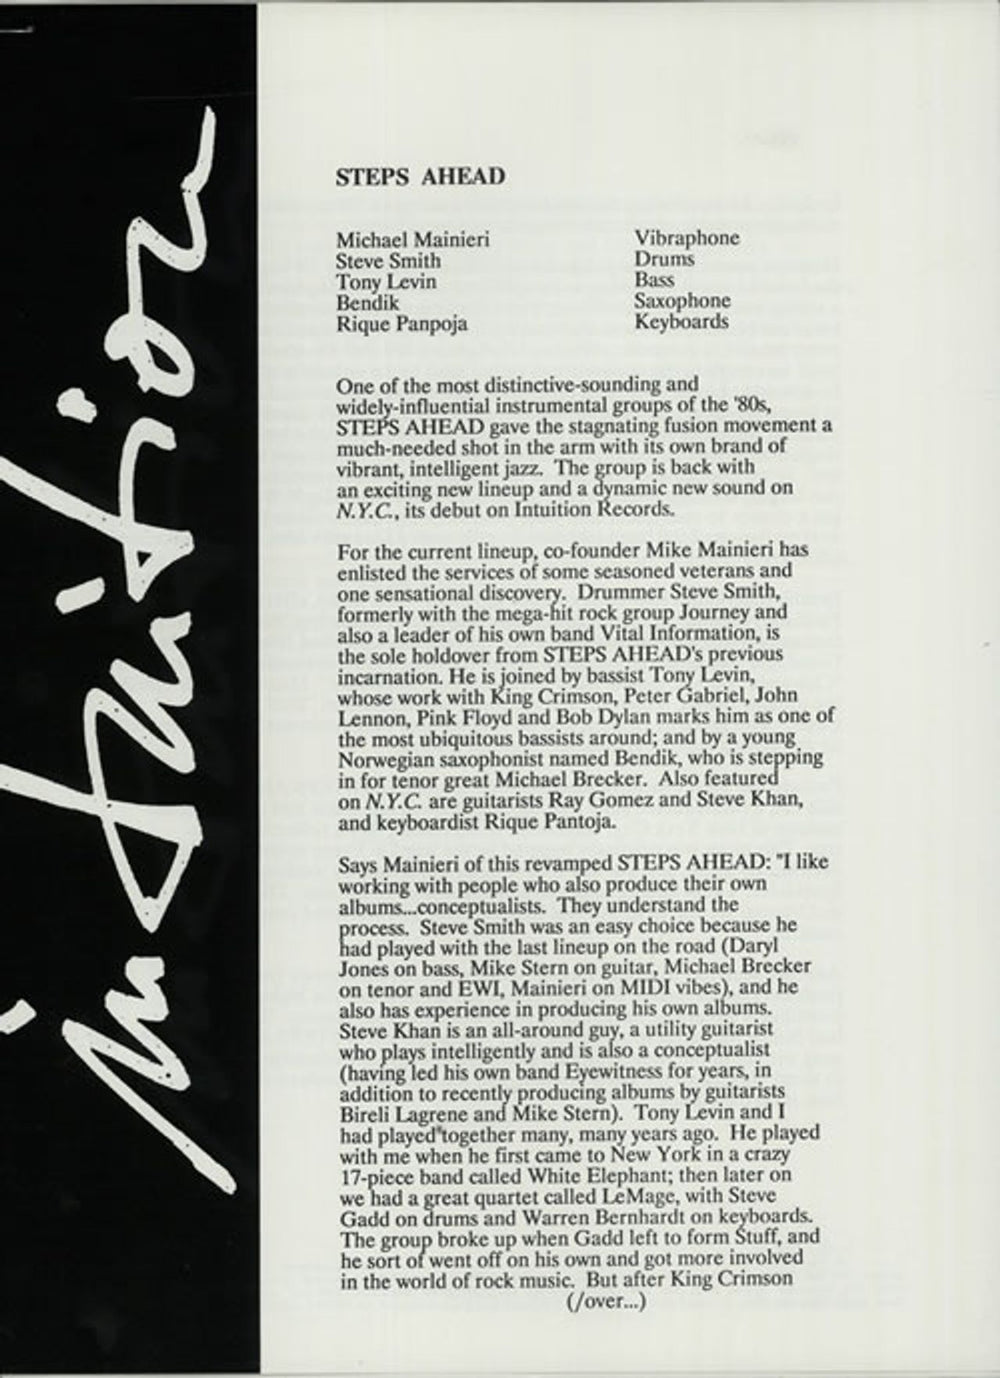 intuition
STEPS AHEAD
Michael Mainieri Vibraphone
Steve Smith Drums
Tony Levin Bass
Bendik Saxophone
Rique Panpoja Keyboards
One of the most distinctive-sounding and
widely-influential instrumental groups of the '80s,
STEPS AHEAD gave the stagnating fusion movement a
much-needed shot in the arm with its own brand of
vibrant, intelligent jazz. The group is back with
an exciting new lineup and a dynamic new sound on
N.Y.C., its debut on Intuition Records.
For the current lineup, co-founder Mike Mainieri has
enlisted the services of some seasoned veterans and
one sensational discovery. Drummer Steve Smith,
formerly with the mega-hit rock group Journey and
also a leader of his own band Vital Information, is
the sole holdover from STEPS AHEAD's previous
incarnation. He is joined by bassist Tony Levin,
whose work with King Crimson, Peter Gabriel, John
Lennon, Pink Floyd and Bob Dylan marks him as one of
the most ubiquitous bassists around; and by a young
Norwegian saxophonist named Bendik, who is stepping
in for tenor great Michael Brecker. Also featured
on N.Y.C. are guitarists Ray Gomez and Steve Khan,
and keyboardist Rique Pantoja.
Says Mainieri of this revamped STEPS AHEAD: "I like
working with people who also produce their own
albums...conceptualists. They understand the
process. Steve Smith was an easy choice because he
had played with the last lineup on the road (Daryl
Jones on bass, Mike Stern on guitar, Michael Brecker
on tenor and EWI, Mainieri on MIDI vibes), and he
also has experience in producing his own albums.
Steve Khan is an all-around guy, a utility guitarist
who plays intelligently and is also a conceptualist
(having led his own band Eyewitness for years, in
addition to recently producing albums by guitarists
Bireli Lagrene and Mike Stern). Tony Levin and I
had played together many, many years ago. He played
with me when he first came to New York in a crazy
17-piece band called White Elephant; then later on
we had a great quartet called LeMage, with Steve
Gadd on drums and Warren Bernhardt on keyboards.
The group broke up when Gadd left to form Stuff, and
he sort of went off on his own and got more involved
in the world of rock music. But after King Crimson
(/over...)